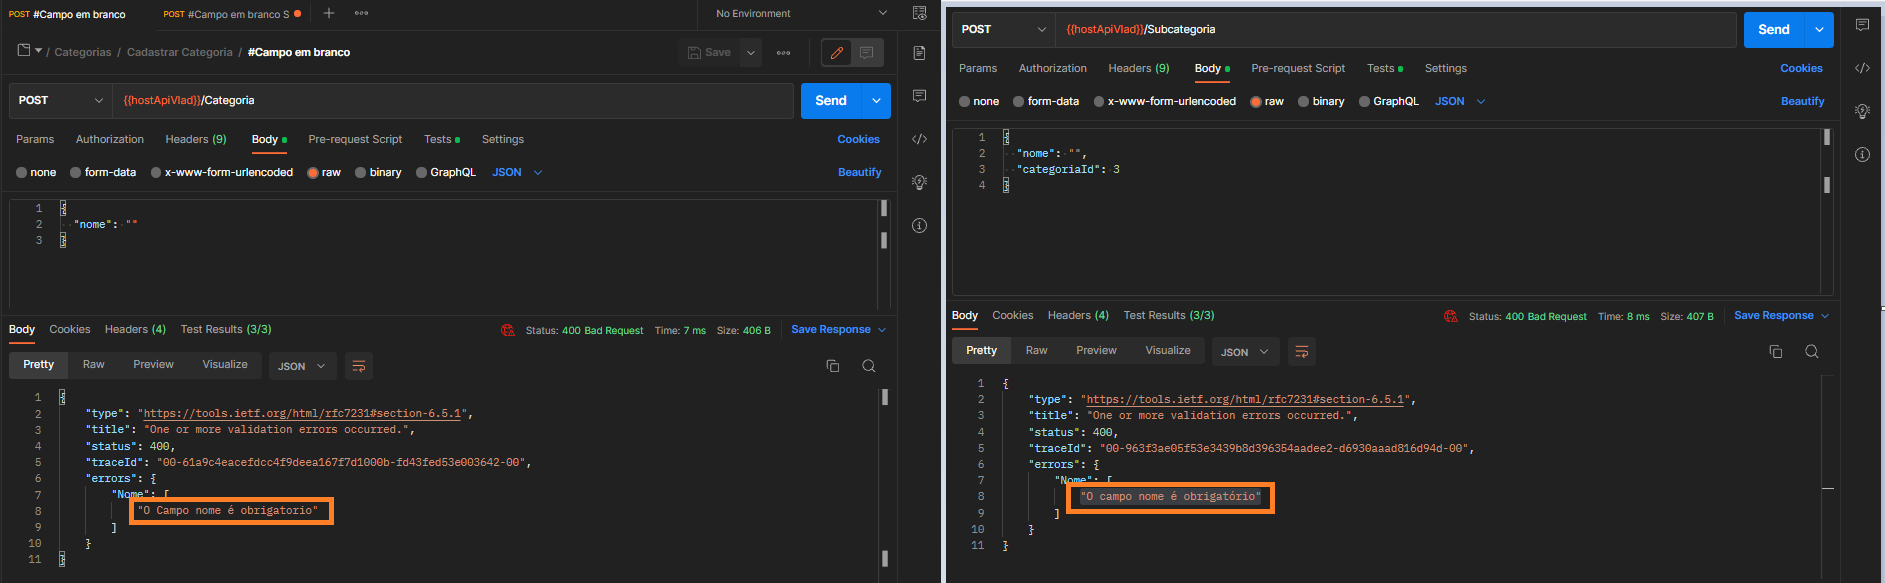 POST #Campo em branco
POST #Campo em branco S
No Environment
/ Categorias / Cadastrar Categoria / #Campo em branco
Save
POST
{{hostApiVlad}}/Categoria
Send
Params Authorization Headers (9) Body Pre-request Script Tests Settings
Cookies
none form-data x-www-form-urlencoded raw binary GraphQL JSON
Beautify
1 {
2 "nome": ""
3 }
Body Cookies Headers (4) Test Results (3/3)
Status: 400 Bad Request Time: 7 ms Size: 406 B
Save Response
Pretty Raw Preview Visualize JSON
1 {
2 "type": "https://tools.ietf.org/html/rfc7231#section-6.5.1",
3 "title": "One or more validation errors occurred.",
4 "status": 400,
5 "traceId": "00-61a9c4eacefdcc4f9deea167f7d1000b-fd43fed53e003642-00",
6 "errors": {
7 "Nome": [
8 "O Campo nome é obrigatorio"
9 ]
10 }
11 }
POST
{{hostApiVlad}}/Subcategoria
Send
Params Authorization Headers (9) Body Pre-request Script Tests Settings
Cookies
none form-data x-www-form-urlencoded raw binary GraphQL JSON
Beautify
1 {
2 "nome": "",
3 "categoriaId": 3
4 }
Body Cookies Headers (4) Test Results (3/3)
Status: 400 Bad Request Time: 8 ms Size: 407 B
Save Response
Pretty Raw Preview Visualize JSON
1 {
2 "type": "https://tools.ietf.org/html/rfc7231#section-6.5.1",
3 "title": "One or more validation errors occurred.",
4 "status": 400,
5 "traceId": "00-963f3ae05f53e3439b8d396354aadee2-d6930aaad816d94d-00",
6 "errors": {
7 "Nome": [
8 "O campo nome é obrigatório"
9 ]
10 }
11 }